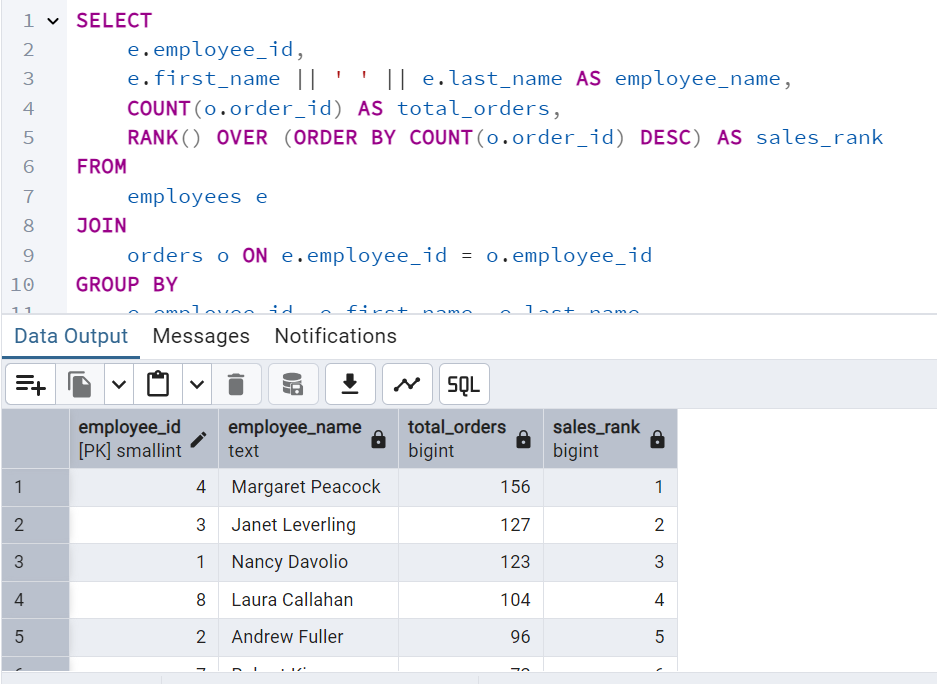 1 SELECT
2 e.employee_id,
3 e.first_name || ' ' || e.last_name AS employee_name,
4 COUNT(o.order_id) AS total_orders,
5 RANK() OVER (ORDER BY COUNT(o.order_id) DESC) AS sales_rank
6 FROM
7 employees e
8 JOIN
9 orders o ON e.employee_id = o.employee_id
10 GROUP BY
11 e.employee_id, e.first_name, e.last_name
Data Output Messages Notifications
SQL
employee_id employee_name total_orders sales_rank
[PK] smallint text bigint bigint
1 4 Margaret Peacock 156 1
2 3 Janet Leverling 127 2
3 1 Nancy Davolio 123 3
4 8 Laura Callahan 104 4
5 2 Andrew Fuller 96 5